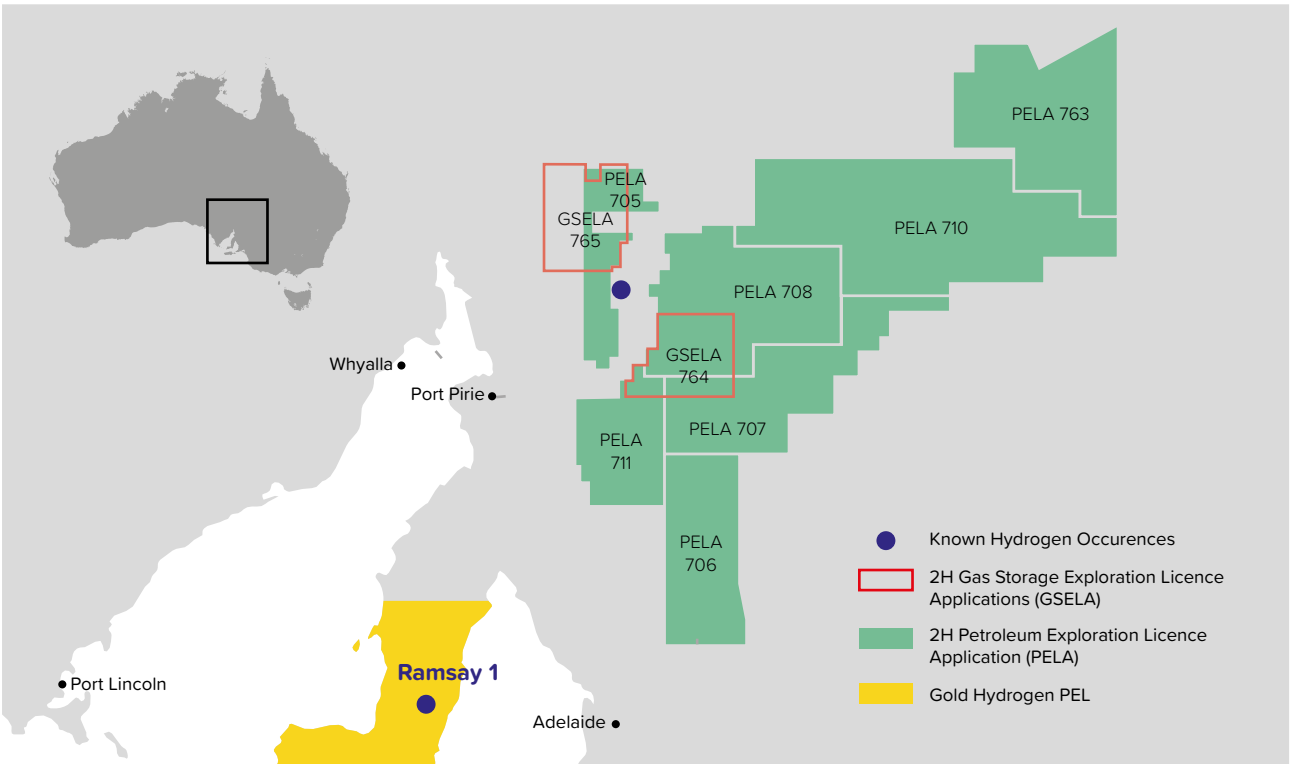 PELA 763
PELA
705
GSELA
765
PELA 710
PELA 708
GSELA
764
Whyalla
Port Pirie
PELA 707
PELA
711
PELA
706
Known Hydrogen Occurences
2H Gas Storage Exploration Licence
Applications (GSELA)
2H Petroleum Exploration Licence
Application (PELA)
Gold Hydrogen PEL
Ramsay 1
Port Lincoln
Adelaide